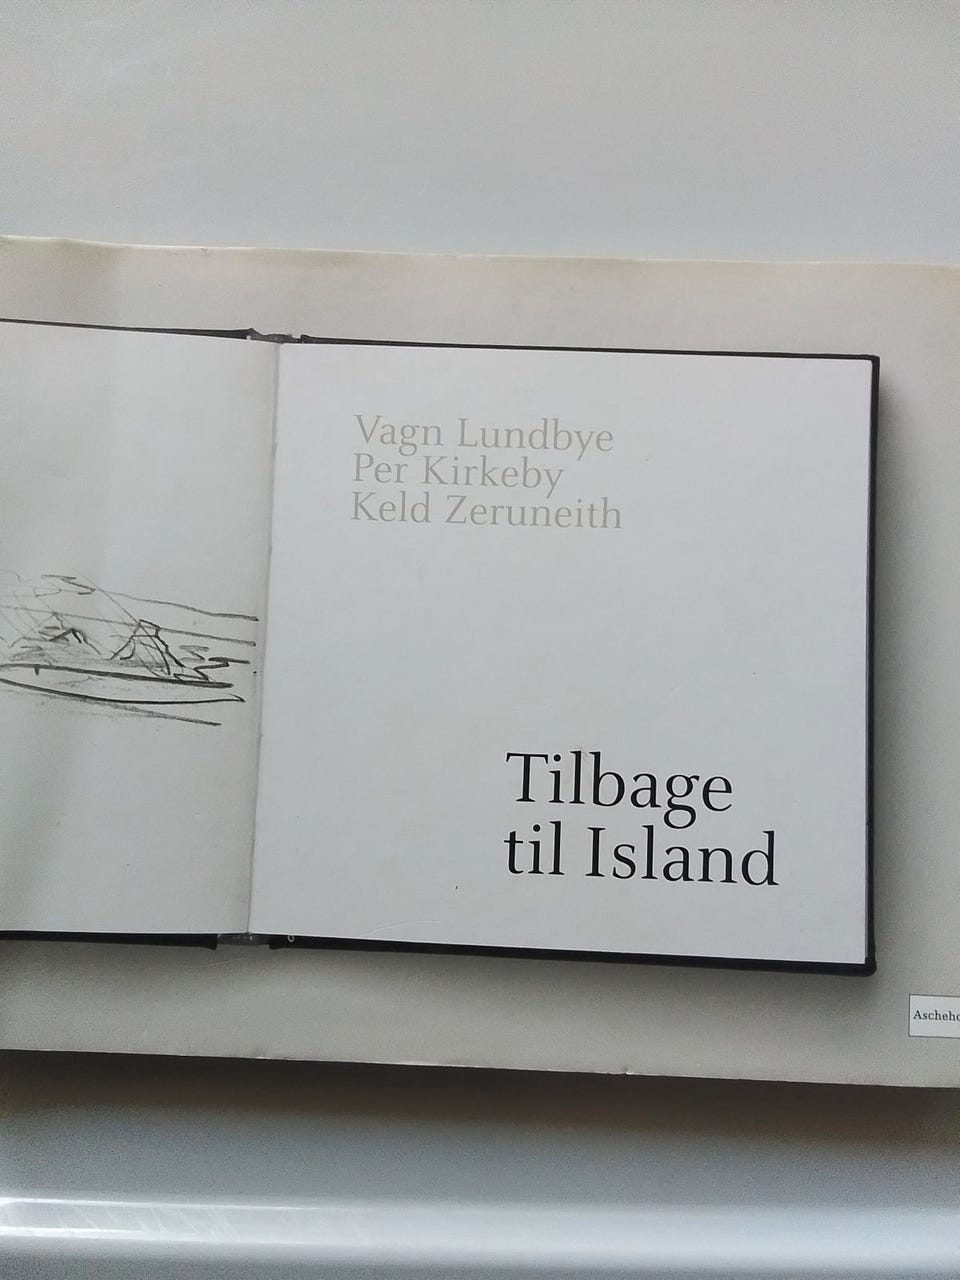 Vagn Lundbye
Per Kirkeby
Keld Zeruneith
Tilbage
til Island